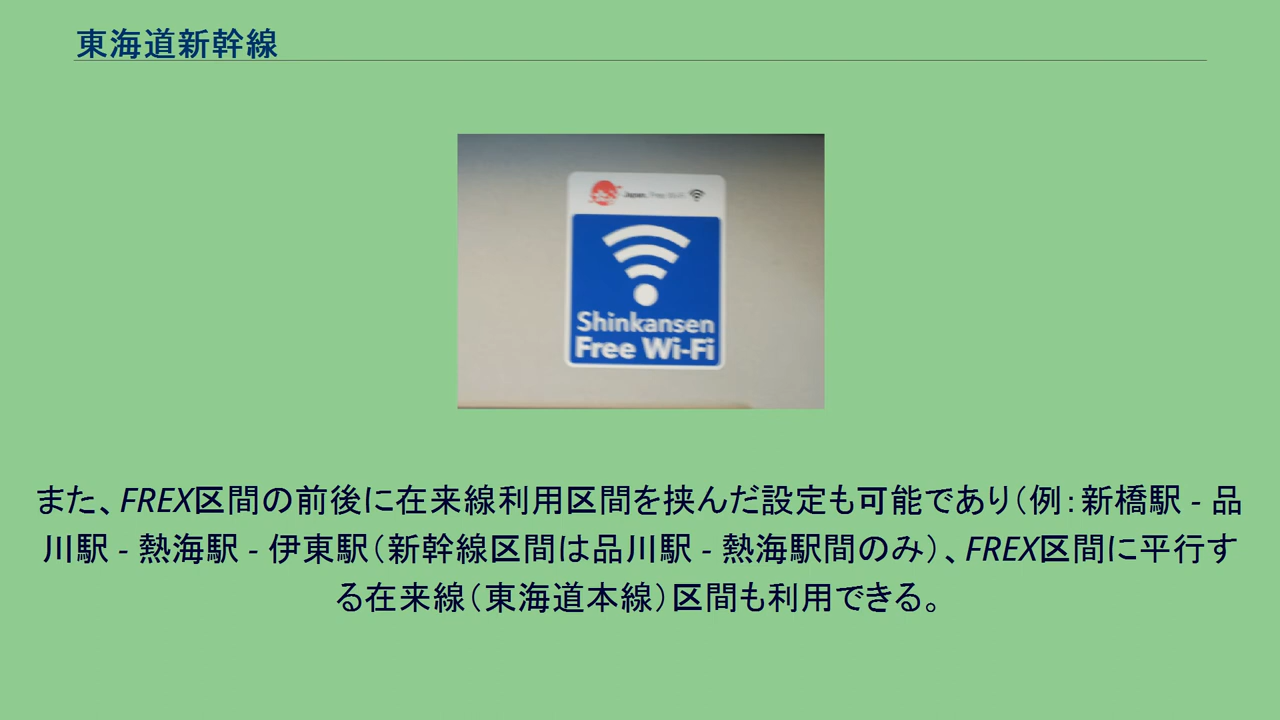 東海道新幹線
Japan. Free Wi-Fi
Shinkansen
Free Wi-Fi
また、FREX区間の前後に在来線利用区間を挟んだ設定も可能であり（例：新橋駅 - 品
川駅 - 熱海駅 - 伊東駅（新幹線区間は品川駅 - 熱海駅間のみ）、FREX区間に平行す
る在来線（東海道本線）区間も利用できる。